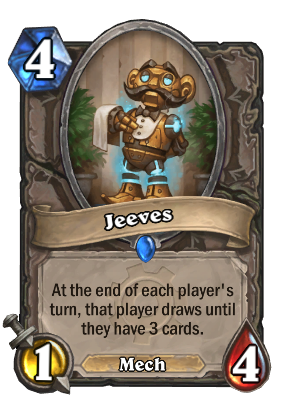 4
Jeeves
At the end of each player's
turn, that player draws until
they have 3 cards.
1
Mech
4